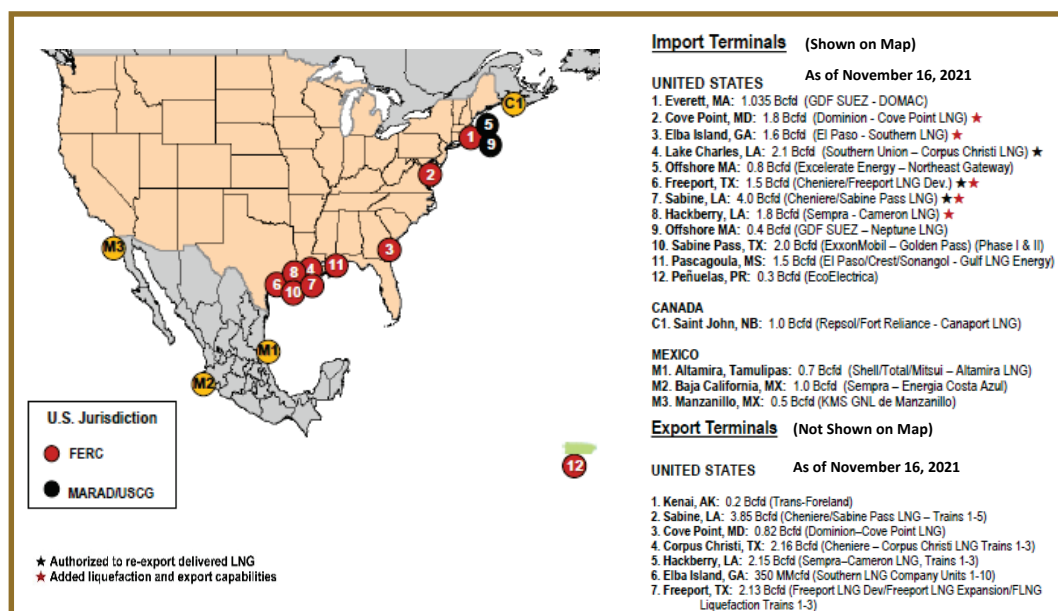 C1
5
1
9
2
M3
3
8
4
11
6
7
10
M1
M2
12
U.S. Jurisdiction
FERC
MARAD/USCG
★ Authorized to re-export delivered LNG
★ Added liquefaction and export capabilities
Import Terminals (Shown on Map)
UNITED STATES As of November 16, 2021
1. Everett, MA: 1.035 Bcfd (GDF SUEZ - DOMAC)
2. Cove Point, MD: 1.8 Bcfd (Dominion - Cove Point LNG) ★
3. Elba Island, GA: 1.6 Bcfd (El Paso - Southern LNG) ★
4. Lake Charles, LA: 2.1 Bcfd (Southern Union – Corpus Christi LNG) ★
5. Offshore MA: 0.8 Bcfd (Excelerate Energy – Northeast Gateway)
6. Freeport, TX: 1.5 Bcfd (Cheniere/Freeport LNG Dev.) ★★
7. Sabine, LA: 4.0 Bcfd (Cheniere/Sabine Pass LNG) ★★
8. Hackberry, LA: 1.8 Bcfd (Sempra - Cameron LNG) ★
9. Offshore MA: 0.4 Bcfd (GDF SUEZ – Neptune LNG)
10. Sabine Pass, TX: 2.0 Bcfd (ExxonMobil – Golden Pass) (Phase I & II)
11. Pascagoula, MS: 1.5 Bcfd (El Paso/Crest/Sonangol - Gulf LNG Energy)
12. Peñuelas, PR: 0.3 Bcfd (EcoElectrica)
CANADA
C1. Saint John, NB: 1.0 Bcfd (Repsol/Fort Reliance - Canaport LNG)
MEXICO
M1. Altamira, Tamulipas: 0.7 Bcfd (Shell/Total/Mitsui – Altamira LNG)
M2. Baja California, MX: 1.0 Bcfd (Sempra – Energia Costa Azul)
M3. Manzanillo, MX: 0.5 Bcfd (KMS GNL de Manzanillo)
Export Terminals (Not Shown on Map)
UNITED STATES As of November 16, 2021
1. Kenai, AK: 0.2 Bcfd (Trans-Foreland)
2. Sabine, LA: 3.85 Bcfd (Cheniere/Sabine Pass LNG – Trains 1-5)
3. Cove Point, MD: 0.82 Bcfd (Dominion–Cove Point LNG)
4. Corpus Christi, TX: 2.16 Bcfd (Cheniere – Corpus Christi LNG Trains 1-3)
5. Hackberry, LA: 2.15 Bcfd (Sempra–Cameron LNG, Trains 1-3)
6. Elba Island, GA: 350 MMcfd (Southern LNG Company Units 1-10)
7. Freeport, TX: 2.13 Bcfd (Freeport LNG Dev/Freeport LNG Expansion/FLNG
Liquefaction Trains 1-3)